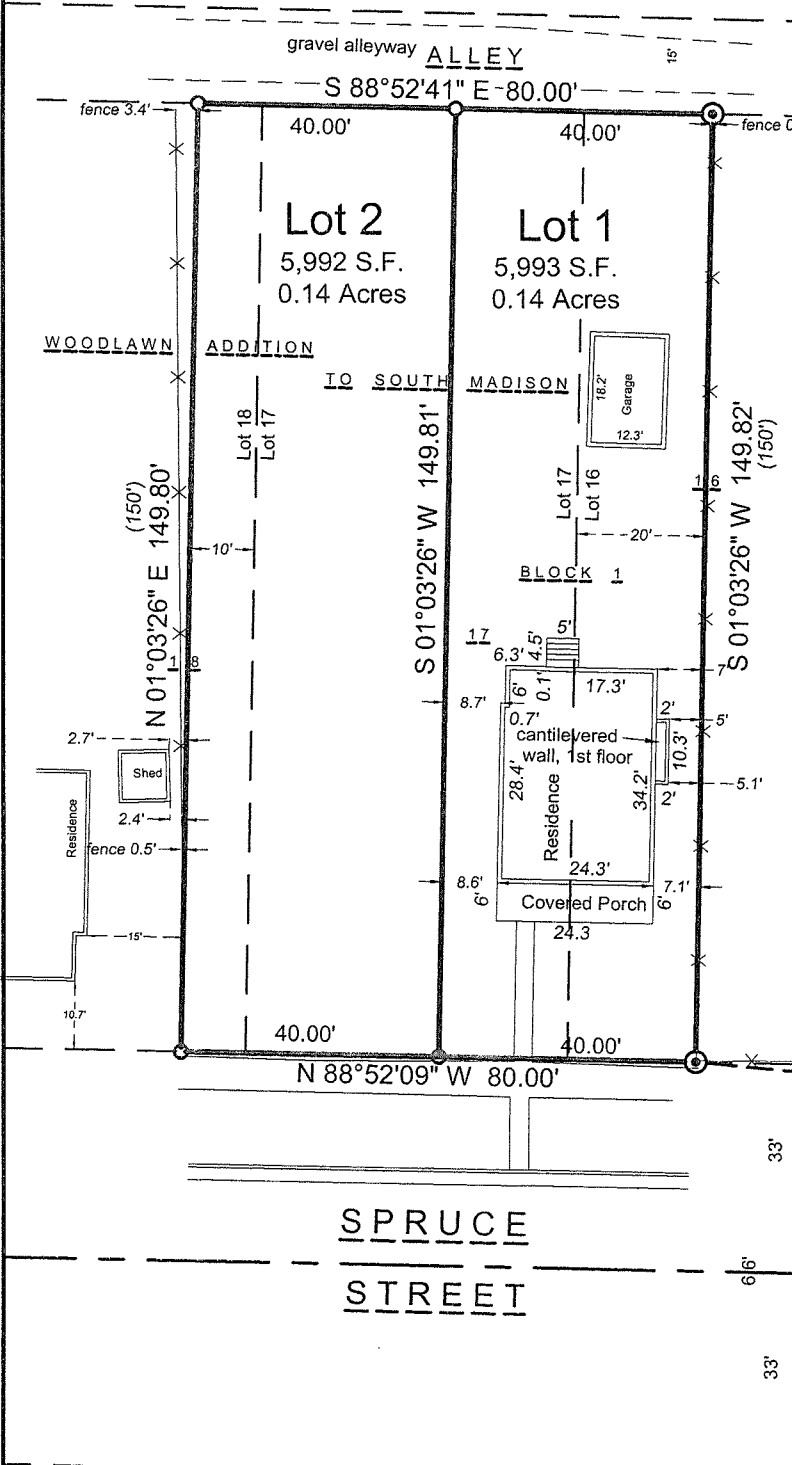 gravel alleyway ALLEY
15'
S 88°52'41" E 80.00'
fence 3.4'
40.00'
40.00'
fence 0
Lot 2
5,992 S.F.
0.14 Acres
Lot 1
5,993 S.F.
0.14 Acres
WOODLAWN ADDITION
TO SOUTH MADISON
18.2'
Garage
12.3'
Lot 18
Lot 17
Lot 17
Lot 16
(150')
N 01°03'26" E 149.80'
S 01°03'26" W 149.81'
S 01°03'26" W 149.82'
(150')
16
10'
20'
BLOCK 1
17
18
5'
4.5'
6.3'
0.1'
17.3'
7'
8.7'
6'
0.7'
2'
5'
cantilevered
wall, 1st floor
10.3'
28.4'
34.2'
Residence
2'
5.1'
2.7'
Shed
2.4'
Residence
fence 0.5'
24.3'
8.6'
7.1'
6'
Covered Porch
6'
24.3
15'
10.7'
40.00'
40.00'
N 88°52'09" W 80.00'
33'
SPRUCE
66'
STREET
33'